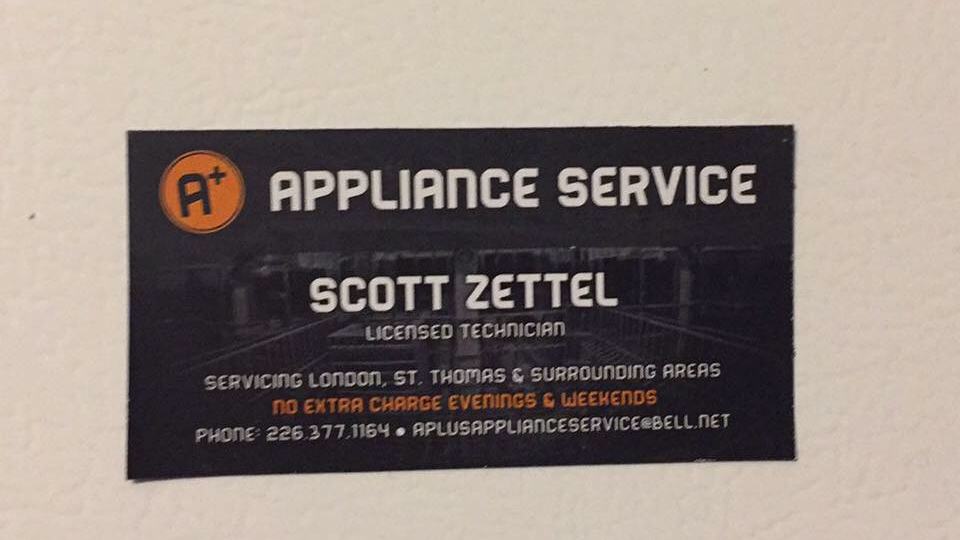 A+ APPLIANCE SERVICE
SCOTT ZETTEL
LICENSED TECHNICIAN
SERVICING LONDON, ST. THOMAS & SURROUNDING AREAS
NO EXTRA CHARGE EVENINGS & WEEKENDS
PHONE: 226.377.1164 • APLUSAPPLIANCESERVICE@BELL.NET